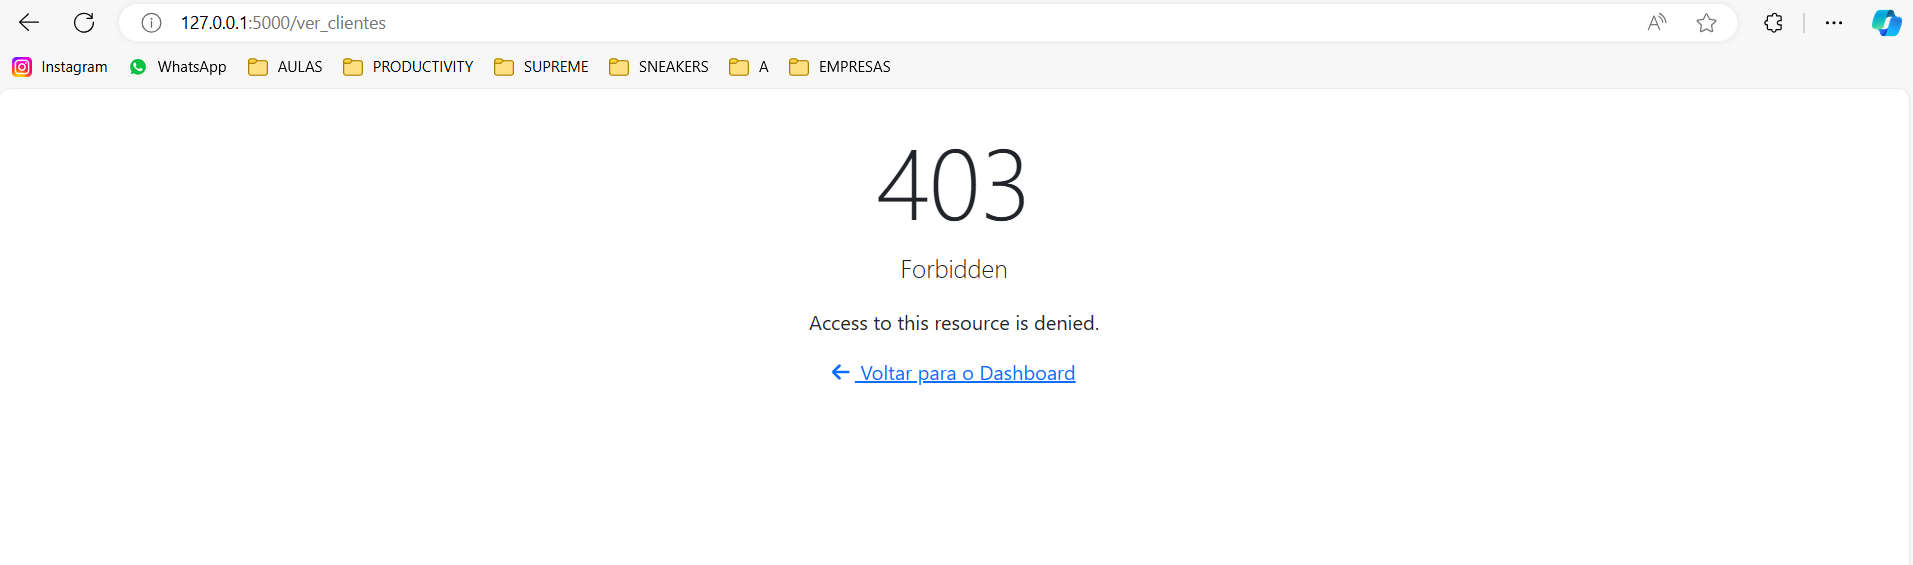 127.0.0.1:5000/ver_clientes
Instagram WhatsApp AULAS PRODUCTIVITY SUPREME SNEAKERS A EMPRESAS
403
Forbidden
Access to this resource is denied.
Voltar para o Dashboard